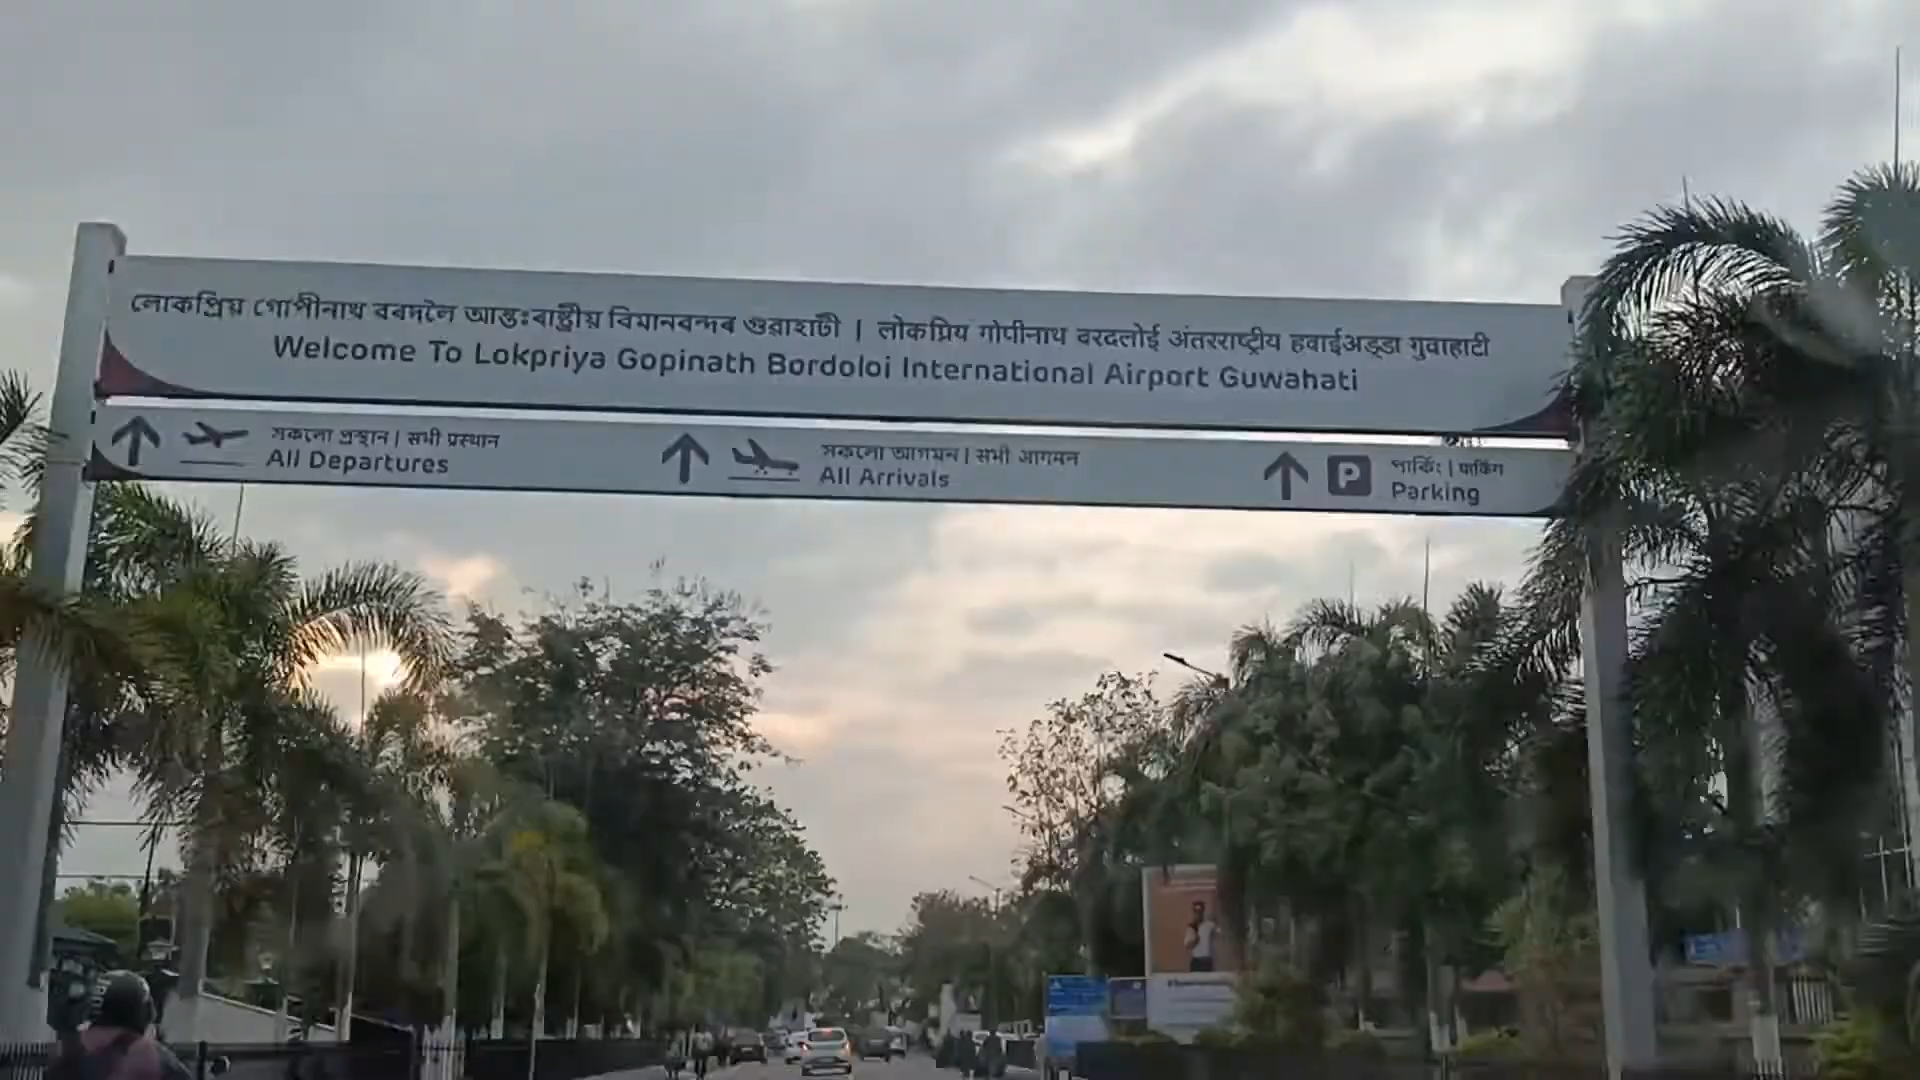 লোকপ্ৰিয় গোপীনাথ বৰদলৈ আন্তঃৰাষ্ট্ৰীয় বিমানবন্দৰ গুৱাহাটী | लोकप्रिय गोपीनाथ बरदलोई अंतरराष्ट्रीय हवाईअड्डा गुवाहाटी
Welcome To Lokpriya Gopinath Bordoloi International Airport Guwahati
সকলো প্ৰস্থান | सभी प्रस्थान
All Departures
সকলো আগমন | सभी आगमन
All Arrivals
P
পাৰ্কিং | पार्किंग
Parking